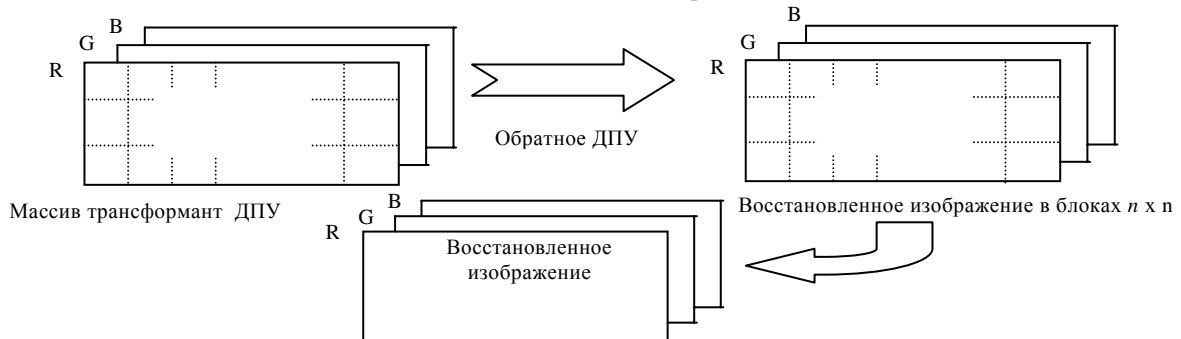 B
G
R
Обратное ДПУ
B
G
R
Массив трансформант ДПУ
Восстановленное изображение в блоках n x n
B
G
R
Восстановленное
изображение